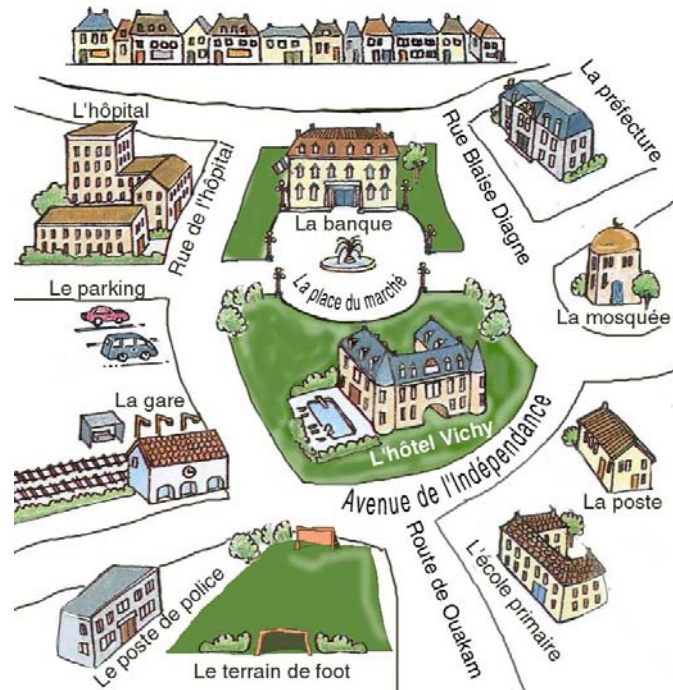 L'hôpital
La préfecture
Rue de l'hôpital
Rue Blaise Diagne
La banque
La place du marché
Le parking
La mosquée
La gare
L'hôtel Vichy
Avenue de l'Indépendance
La poste
Route de Ouakam
L'école primaire
Le poste de police
Le terrain de foot